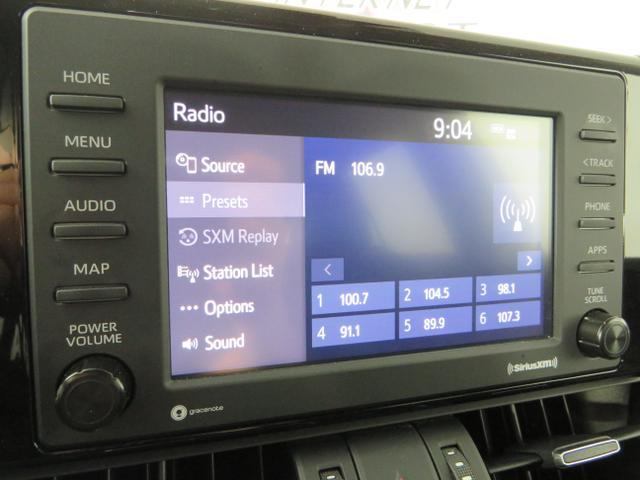 HOME
MENU
AUDIO
MAP
POWER
VOLUME
Radio
9:04
Source
Presets
SXM Replay
Station List
Options
Sound
FM 106.9
<
>
1 100.7
2 104.5
3 98.1
4 91.1
5 89.9
6 107.3
SEEK >
< TRACK
PHONE
APPS
TUNE
SCROLL
gracenote
((SiriusXM))